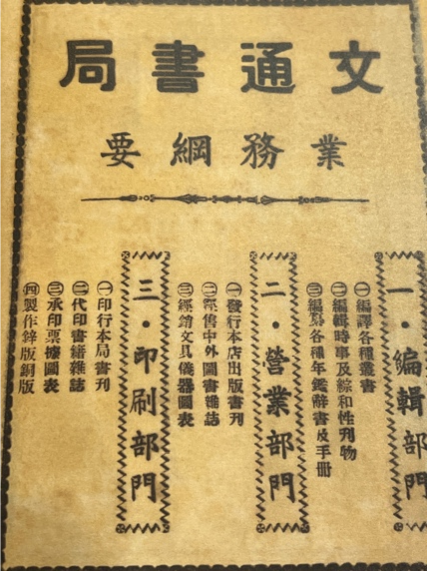 文通書局
業務綱要
一·編輯部門
㊀編譯各種叢書
㊁編輯時事及綜和性刊物
㊂編纂各種年鑑辭書及手冊
二·營業部門
㊀發行本店出版書刊
㊁經售中外圖書雜誌
㊂經銷文具儀器圖表
三·印刷部門
㊀印行本局書刊
㊁代印書籍雜誌
㊂承印票據圖表
㊃製作鋅版銅版